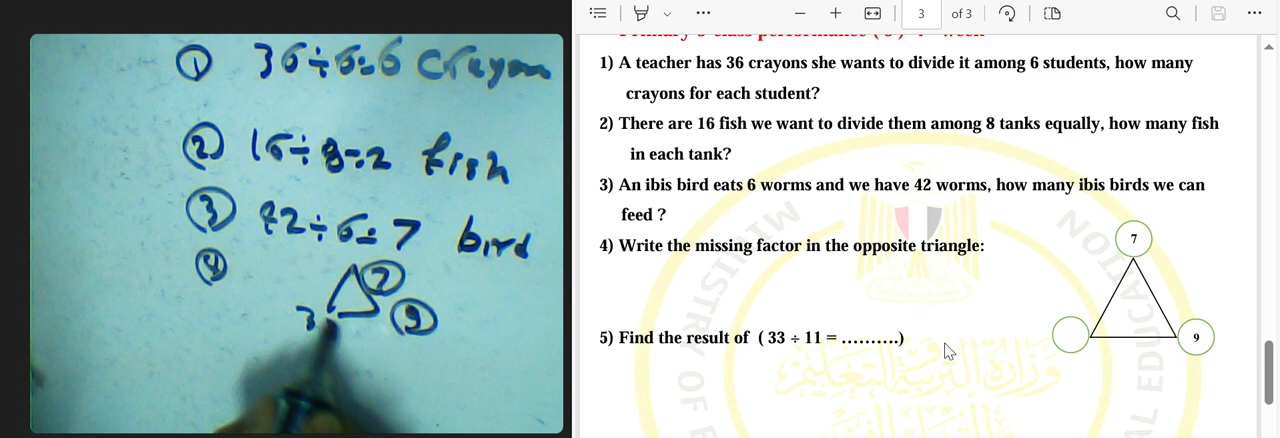 ① 36÷6=6 Crayon
② 16÷8=2 fish
③ 42÷6=7 bird
④
7
3
9
3 of 3
1) A teacher has 36 crayons she wants to divide it among 6 students, how many
crayons for each student?
2) There are 16 fish we want to divide them among 8 tanks equally, how many fish
in each tank?
3) An ibis bird eats 6 worms and we have 42 worms, how many ibis birds we can
feed ?
4) Write the missing factor in the opposite triangle:
7
9
5) Find the result of ( 33 ÷ 11 = ……….)
وزارة التربية والتعليم